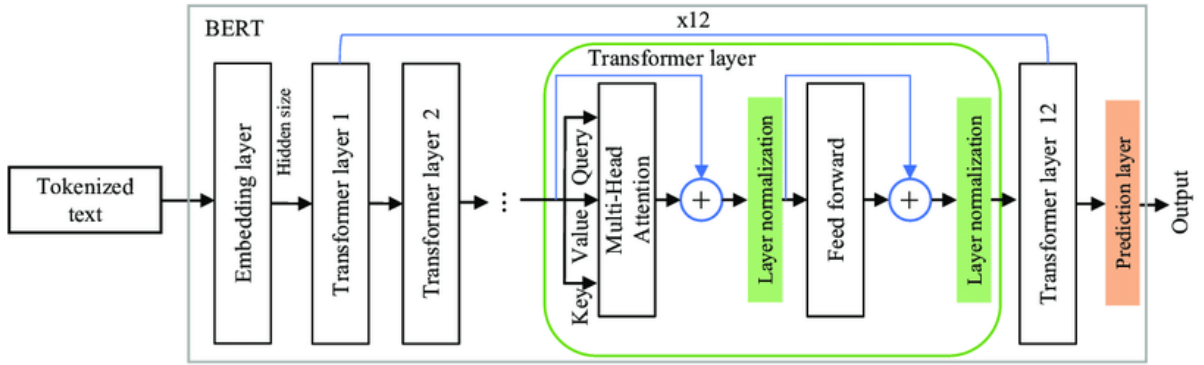 BERT
x12
Tokenized
text
Embedding layer
Hidden size
Transformer layer 1
Transformer layer 2
...
Transformer layer
Query
Value
Key
Multi-Head
Attention
+
Layer normalization
Feed forward
+
Layer normalization
Transformer layer 12
Prediction layer
Output